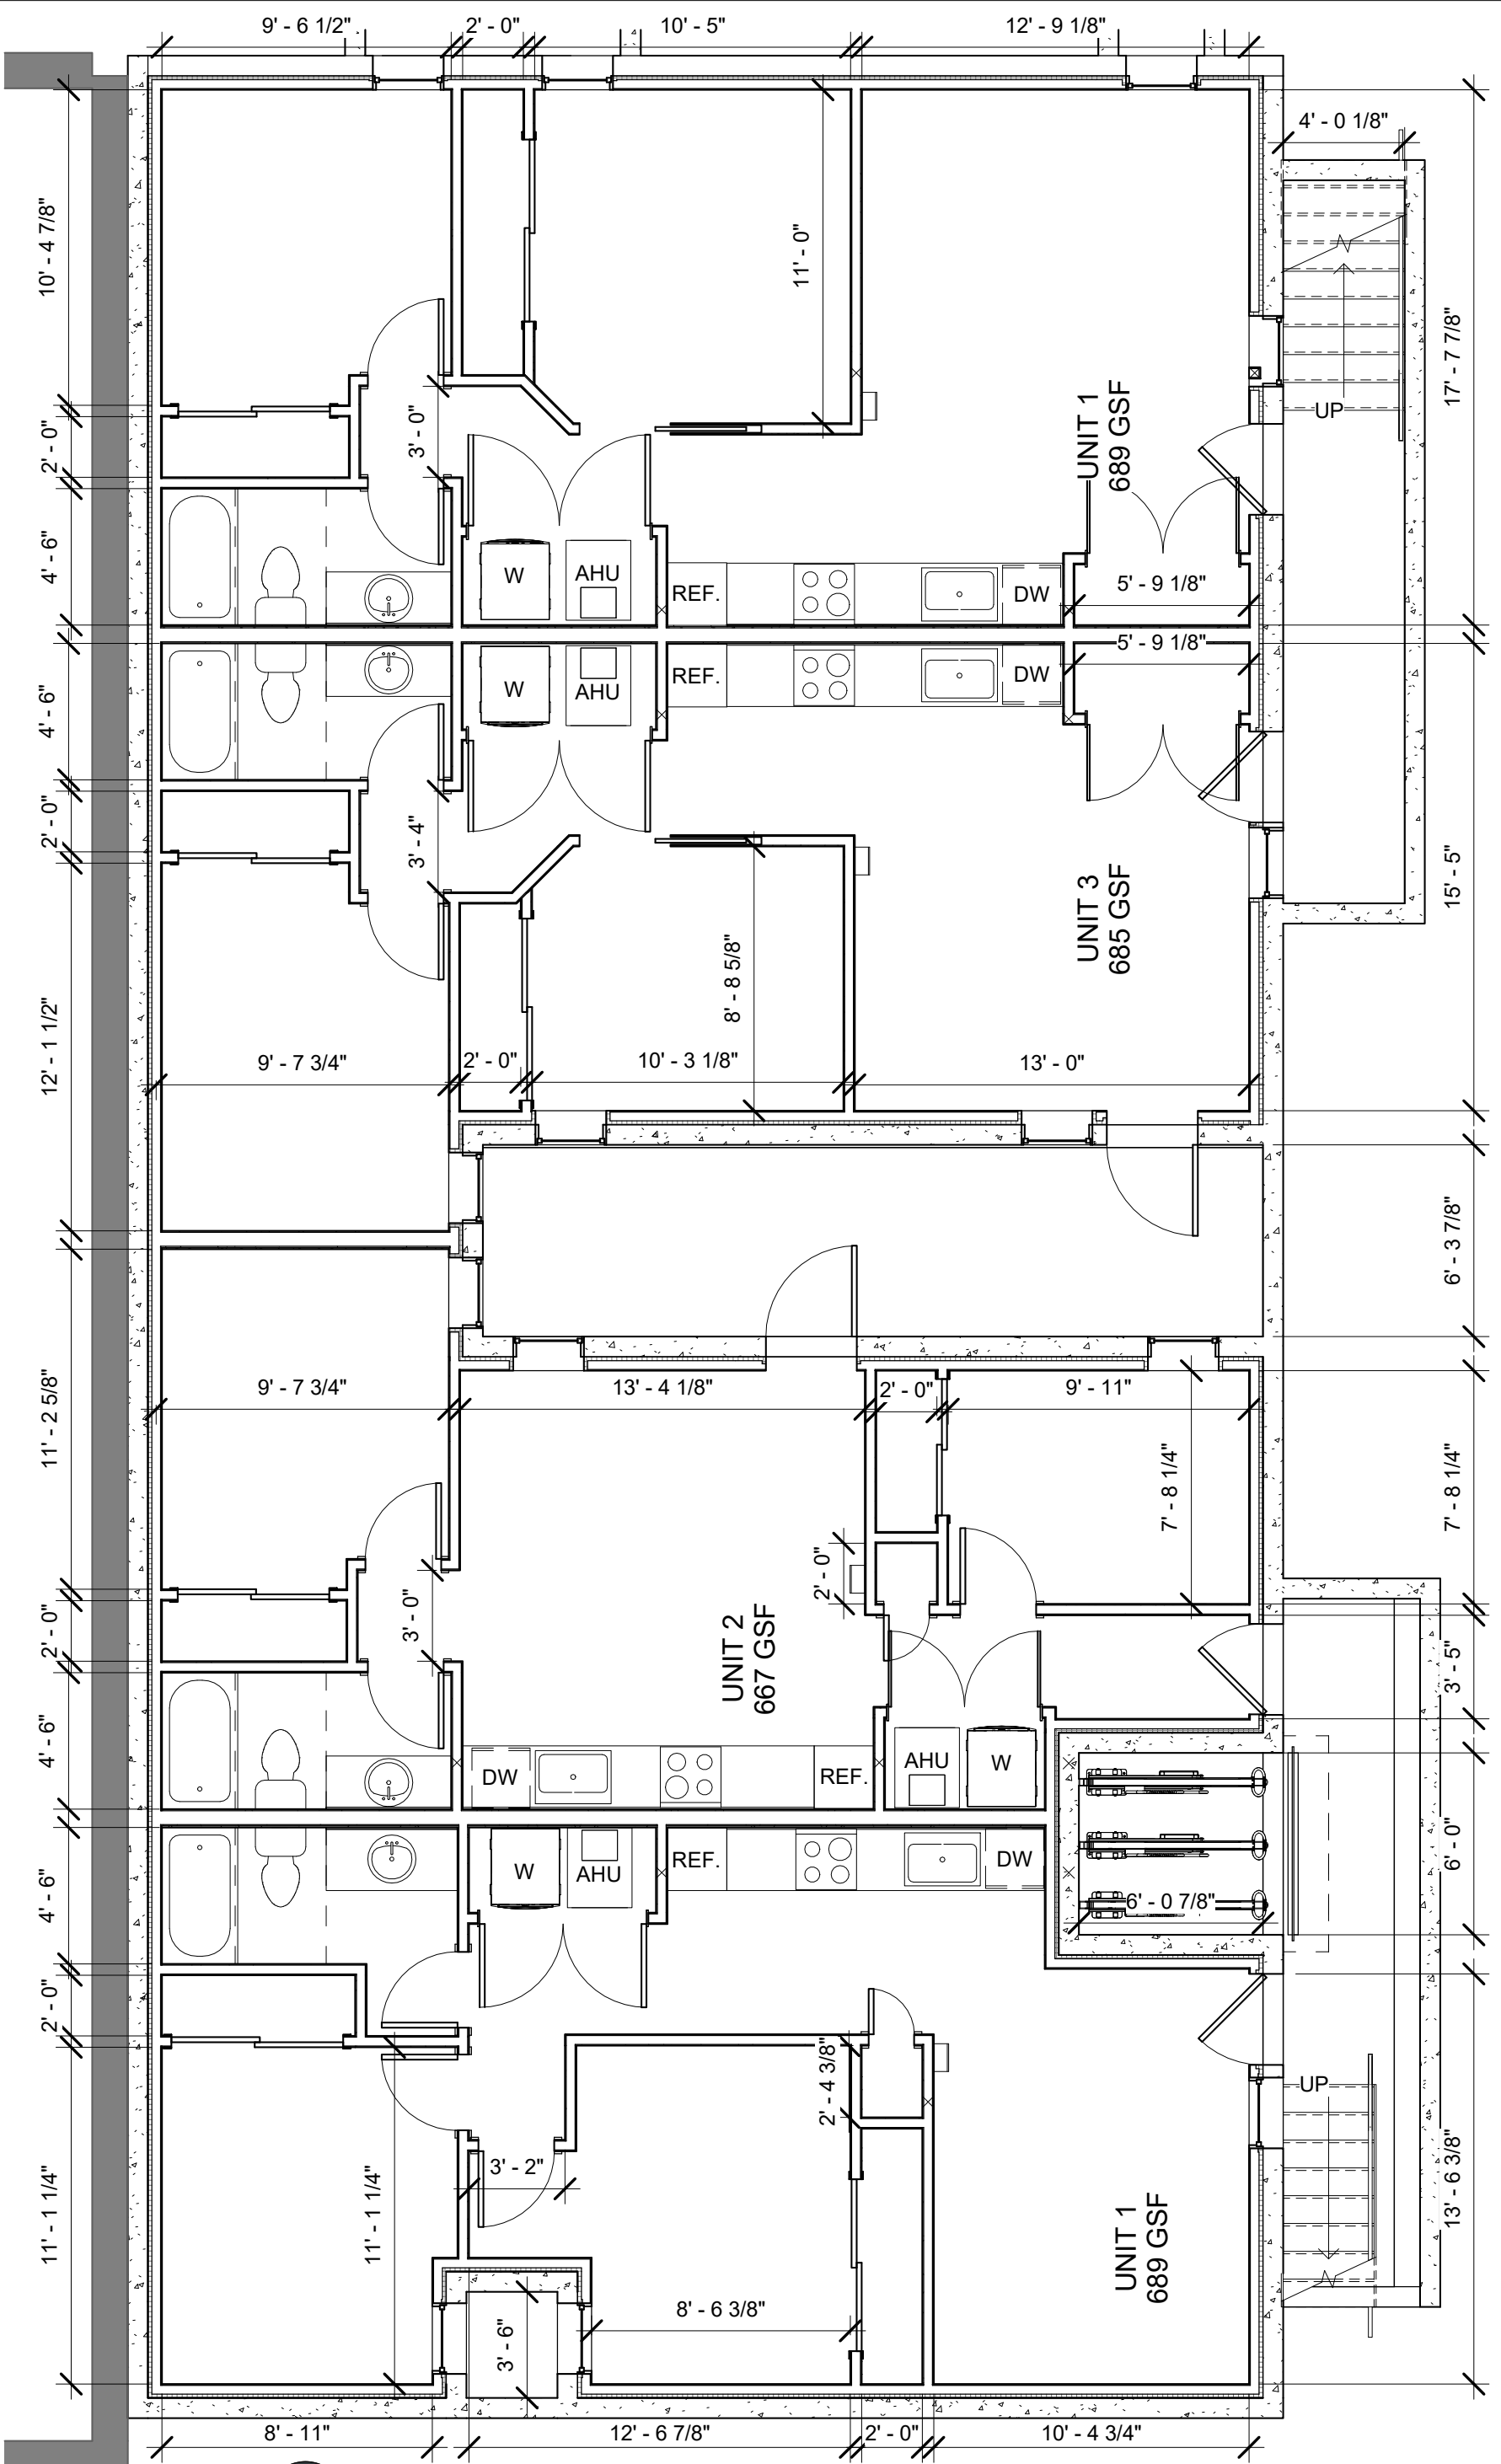 9' - 6 1/2"
2' - 0"
10' - 5"
12' - 9 1/8"
4' - 0 1/8"
10' - 4 7/8"
11' - 0"
17' - 7 7/8"
UNIT 1
689 GSF
UP
2' - 0"
3' - 0"
4' - 6"
W
AHU
REF.
DW
5' - 9 1/8"
5' - 9 1/8"
4' - 6"
W
AHU
REF.
DW
2' - 0"
3' - 4"
UNIT 3
685 GSF
15' - 5"
8' - 8 5/8"
12' - 1 1/2"
9' - 7 3/4"
2' - 0"
10' - 3 1/8"
13' - 0"
6' - 3 7/8"
9' - 7 3/4"
13' - 4 1/8"
2' - 0"
9' - 11"
11' - 2 5/8"
7' - 8 1/4"
7' - 8 1/4"
2' - 0"
2' - 0"
3' - 0"
UNIT 2
667 GSF
3' - 5"
4' - 6"
DW
REF.
AHU
W
6' - 0"
4' - 6"
W
AHU
REF.
DW
6' - 0 7/8"
2' - 0"
2' - 4 3/8"
UP
11' - 1 1/4"
11' - 1 1/4"
3' - 2"
13' - 6 3/8"
UNIT 1
689 GSF
8' - 6 3/8"
3' - 6"
8' - 11"
12' - 6 7/8"
2' - 0"
10' - 4 3/4"